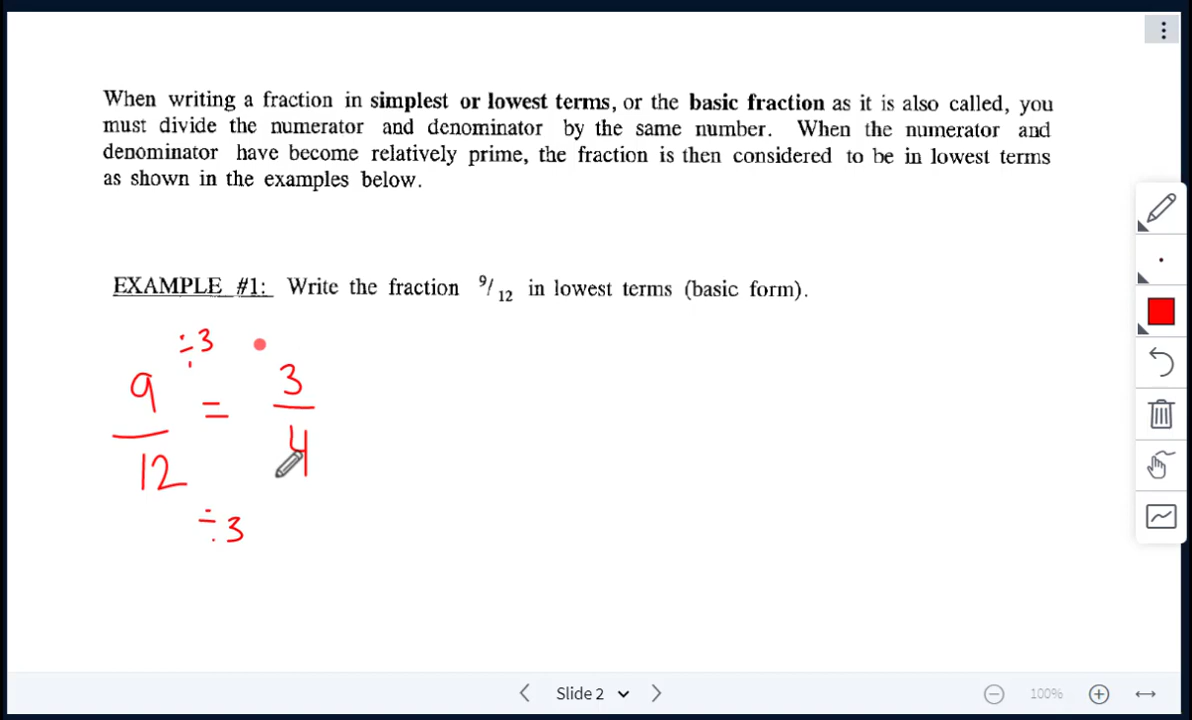 When writing a fraction in simplest or lowest terms, or the basic fraction as it is also called, you
must divide the numerator and denominator by the same number. When the numerator and
denominator have become relatively prime, the fraction is then considered to be in lowest terms
as shown in the examples below.
EXAMPLE #1: Write the fraction 9/12 in lowest terms (basic form).
÷3
9/12 = 3/4
÷3
Slide 2
100%